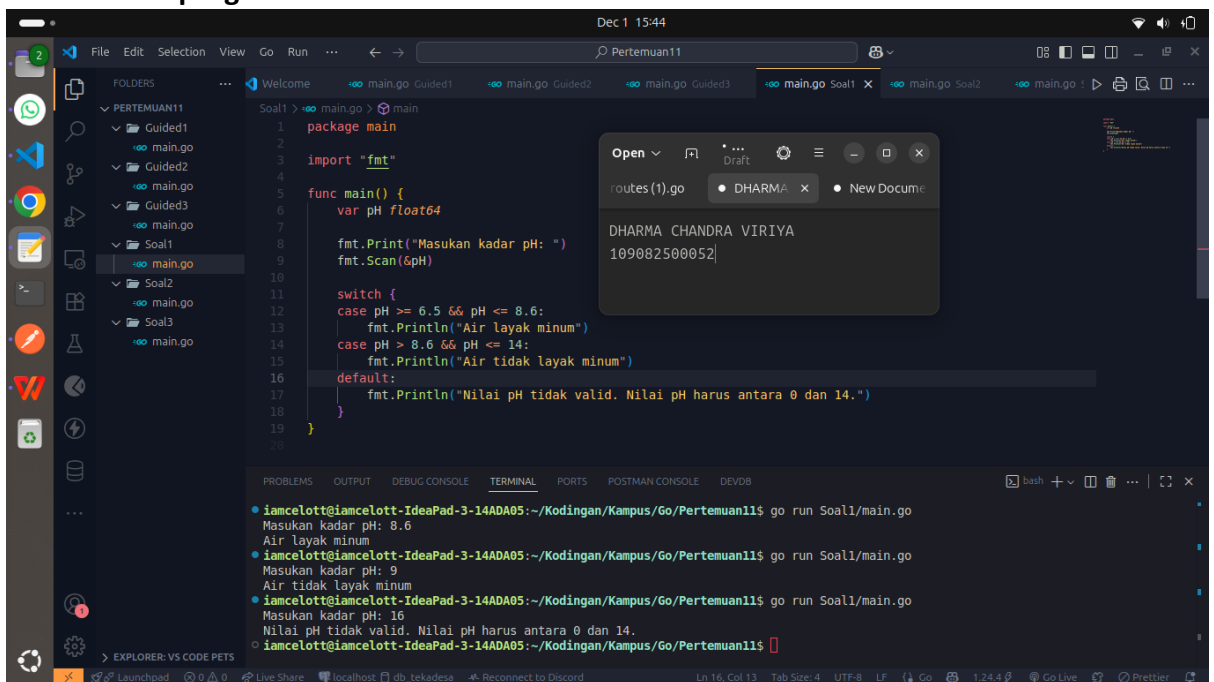 Dec 1 15:44
File Edit Selection View Go Run ... Pertemuan11
FOLDERS ...
PERTEMUAN11
Guided1
main.go
Guided2
main.go
Guided3
main.go
Soal1
main.go
Soal2
main.go
Soal3
main.go
EXPLORER: VS CODE PETS
Welcome main.go Guided1 main.go Guided2 main.go Guided3 main.go Soal1 main.go Soal2 main.go
Soal1 > main.go > main
1 package main
2
3 import "fmt"
4
5 func main() {
6 var pH float64
7
8 fmt.Print("Masukan kadar pH: ")
9 fmt.Scan(&pH)
10
11 switch {
12 case pH >= 6.5 && pH <= 8.6:
13 fmt.Println("Air layak minum")
14 case pH > 8.6 && pH <= 14:
15 fmt.Println("Air tidak layak minum")
16 default:
17 fmt.Println("Nilai pH tidak valid. Nilai pH harus antara 0 dan 14.")
18 }
19 }
20
Open Draft
routes(1).go DHARMA New Docume
DHARMA CHANDRA VIRIYA
109082500052
PROBLEMS OUTPUT DEBUG CONSOLE TERMINAL PORTS POSTMAN CONSOLE DEVDB bash
iamcelott@iamcelott-IdeaPad-3-14ADA05:~/Kodingan/Kampus/Go/Pertemuan11$ go run Soal1/main.go
Masukan kadar pH: 8.6
Air layak minum
iamcelott@iamcelott-IdeaPad-3-14ADA05:~/Kodingan/Kampus/Go/Pertemuan11$ go run Soal1/main.go
Masukan kadar pH: 9
Air tidak layak minum
iamcelott@iamcelott-IdeaPad-3-14ADA05:~/Kodingan/Kampus/Go/Pertemuan11$ go run Soal1/main.go
Masukan kadar pH: 16
Nilai pH tidak valid. Nilai pH harus antara 0 dan 14.
iamcelott@iamcelott-IdeaPad-3-14ADA05:~/Kodingan/Kampus/Go/Pertemuan11$
Launchpad 0 0 Live Share localhost db_tekadesa Reconnect to Discord Ln 16, Col 13 Tab Size: 4 UTF-8 LF Go 1.24.4 Go Live Prettier